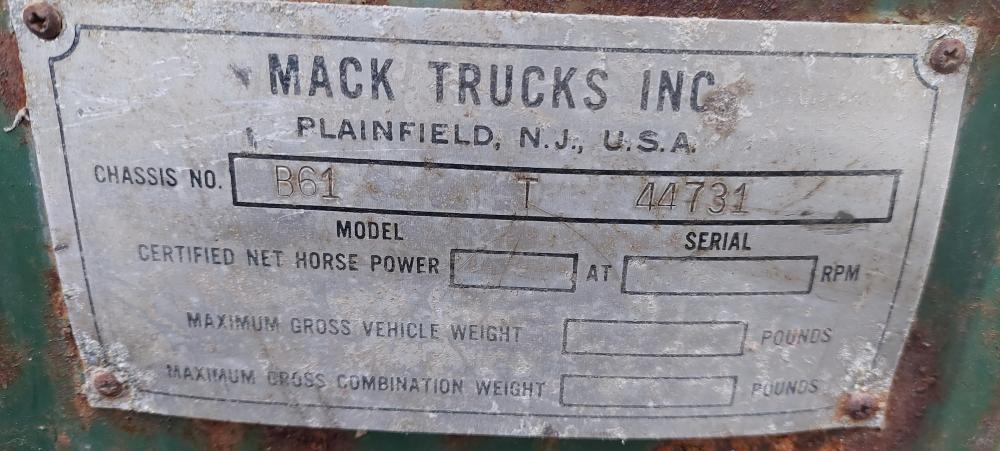 MACK TRUCKS INC
PLAINFIELD, N.J., U.S.A.
CHASSIS NO. B61 T 44731
MODEL SERIAL
CERTIFIED NET HORSE POWER AT RPM
MAXIMUM GROSS VEHICLE WEIGHT POUNDS
MAXIMUM GROSS COMBINATION WEIGHT POUNDS